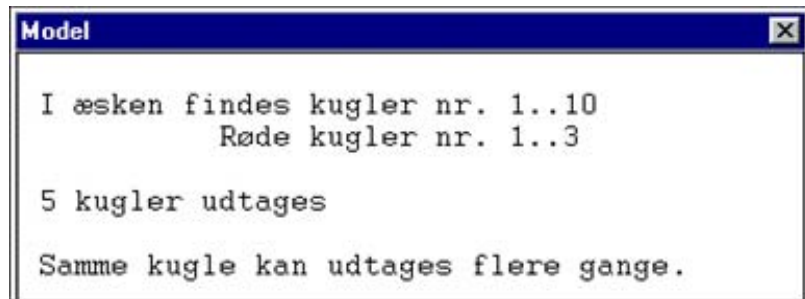 Model
I æsken findes kugler nr. 1..10
Røde kugler nr. 1..3
5 kugler udtages
Samme kugle kan udtages flere gange.